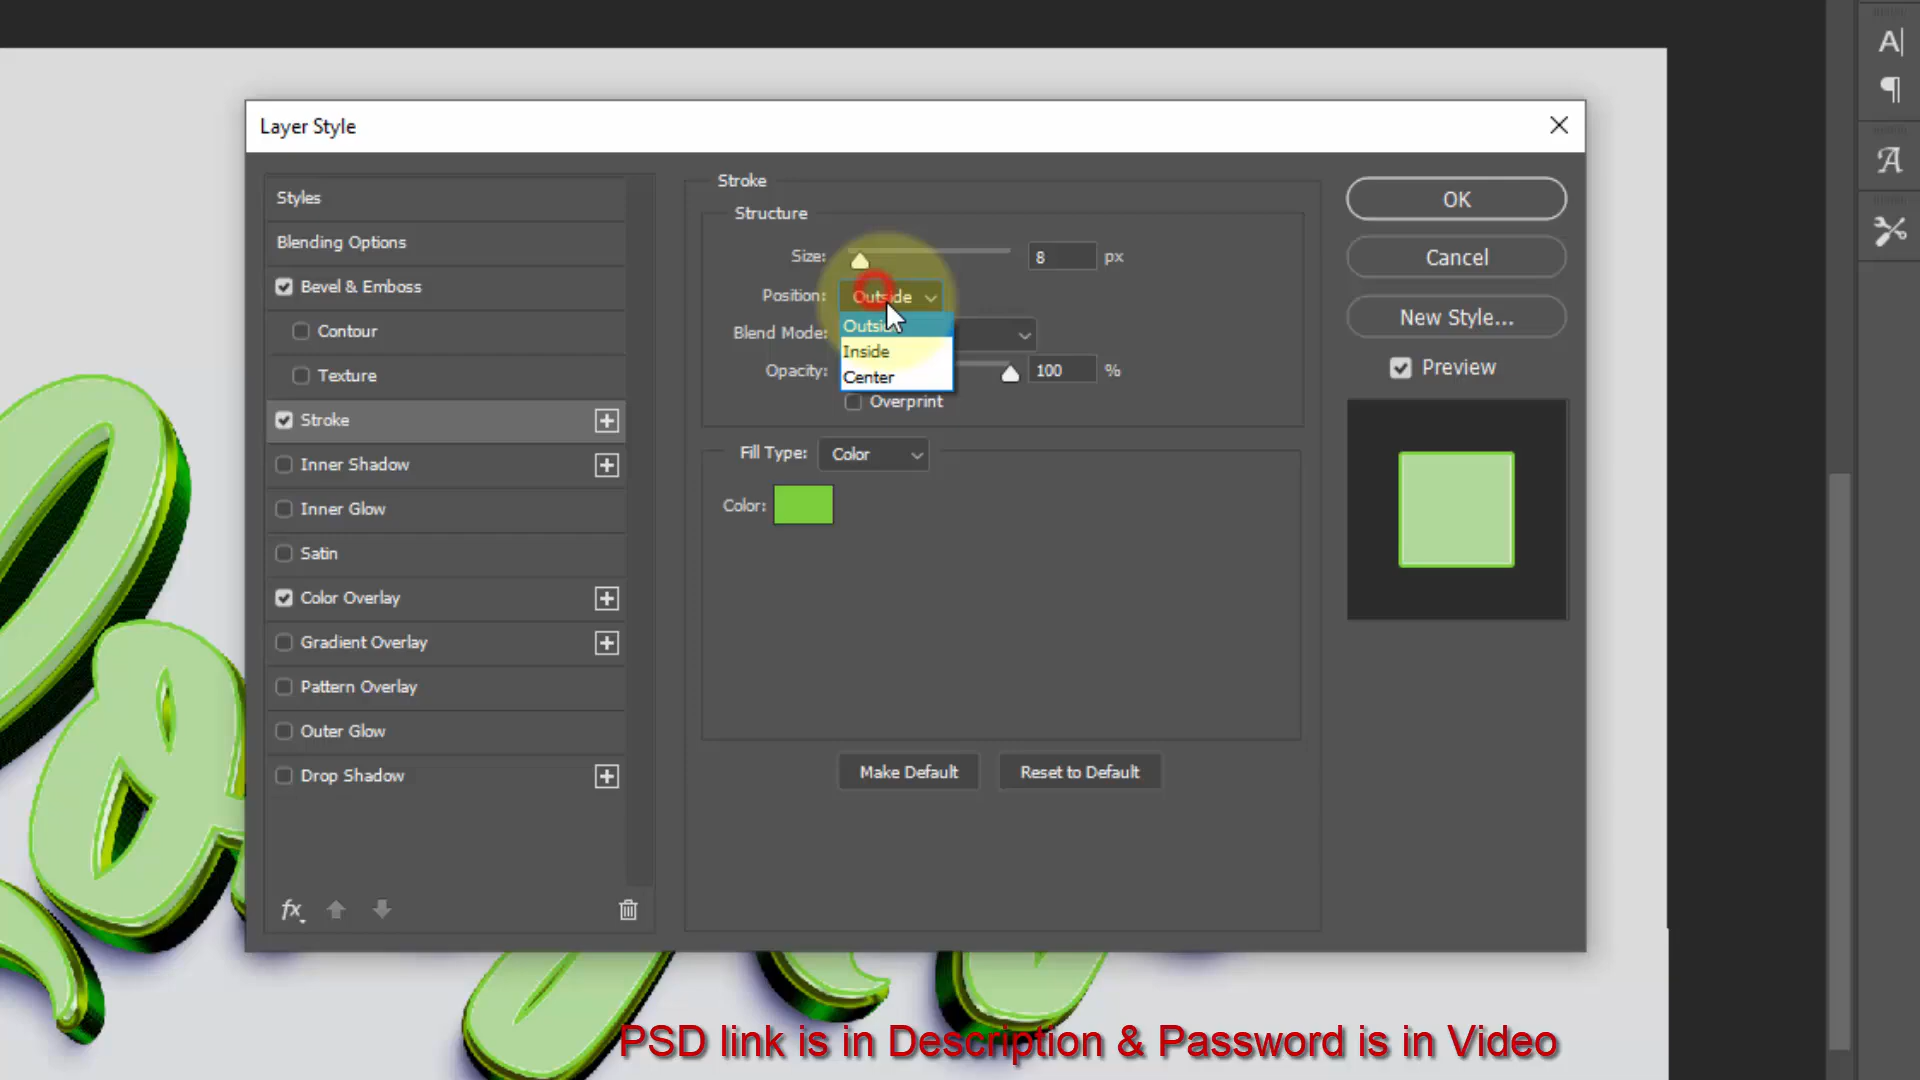 Layer Style
Styles
Blending Options
Bevel & Emboss
Contour
Texture
Stroke
Inner Shadow
Inner Glow
Satin
Color Overlay
Gradient Overlay
Pattern Overlay
Outer Glow
Drop Shadow
fx
Stroke
Structure
Size: 8 px
Position: Outside
Outside
Inside
Center
Blend Mode:
Opacity: 100 %
Overprint
Fill Type: Color
Color:
Make Default Reset to Default
OK
Cancel
New Style...
Preview
PSD link is in Description & Password is in Video